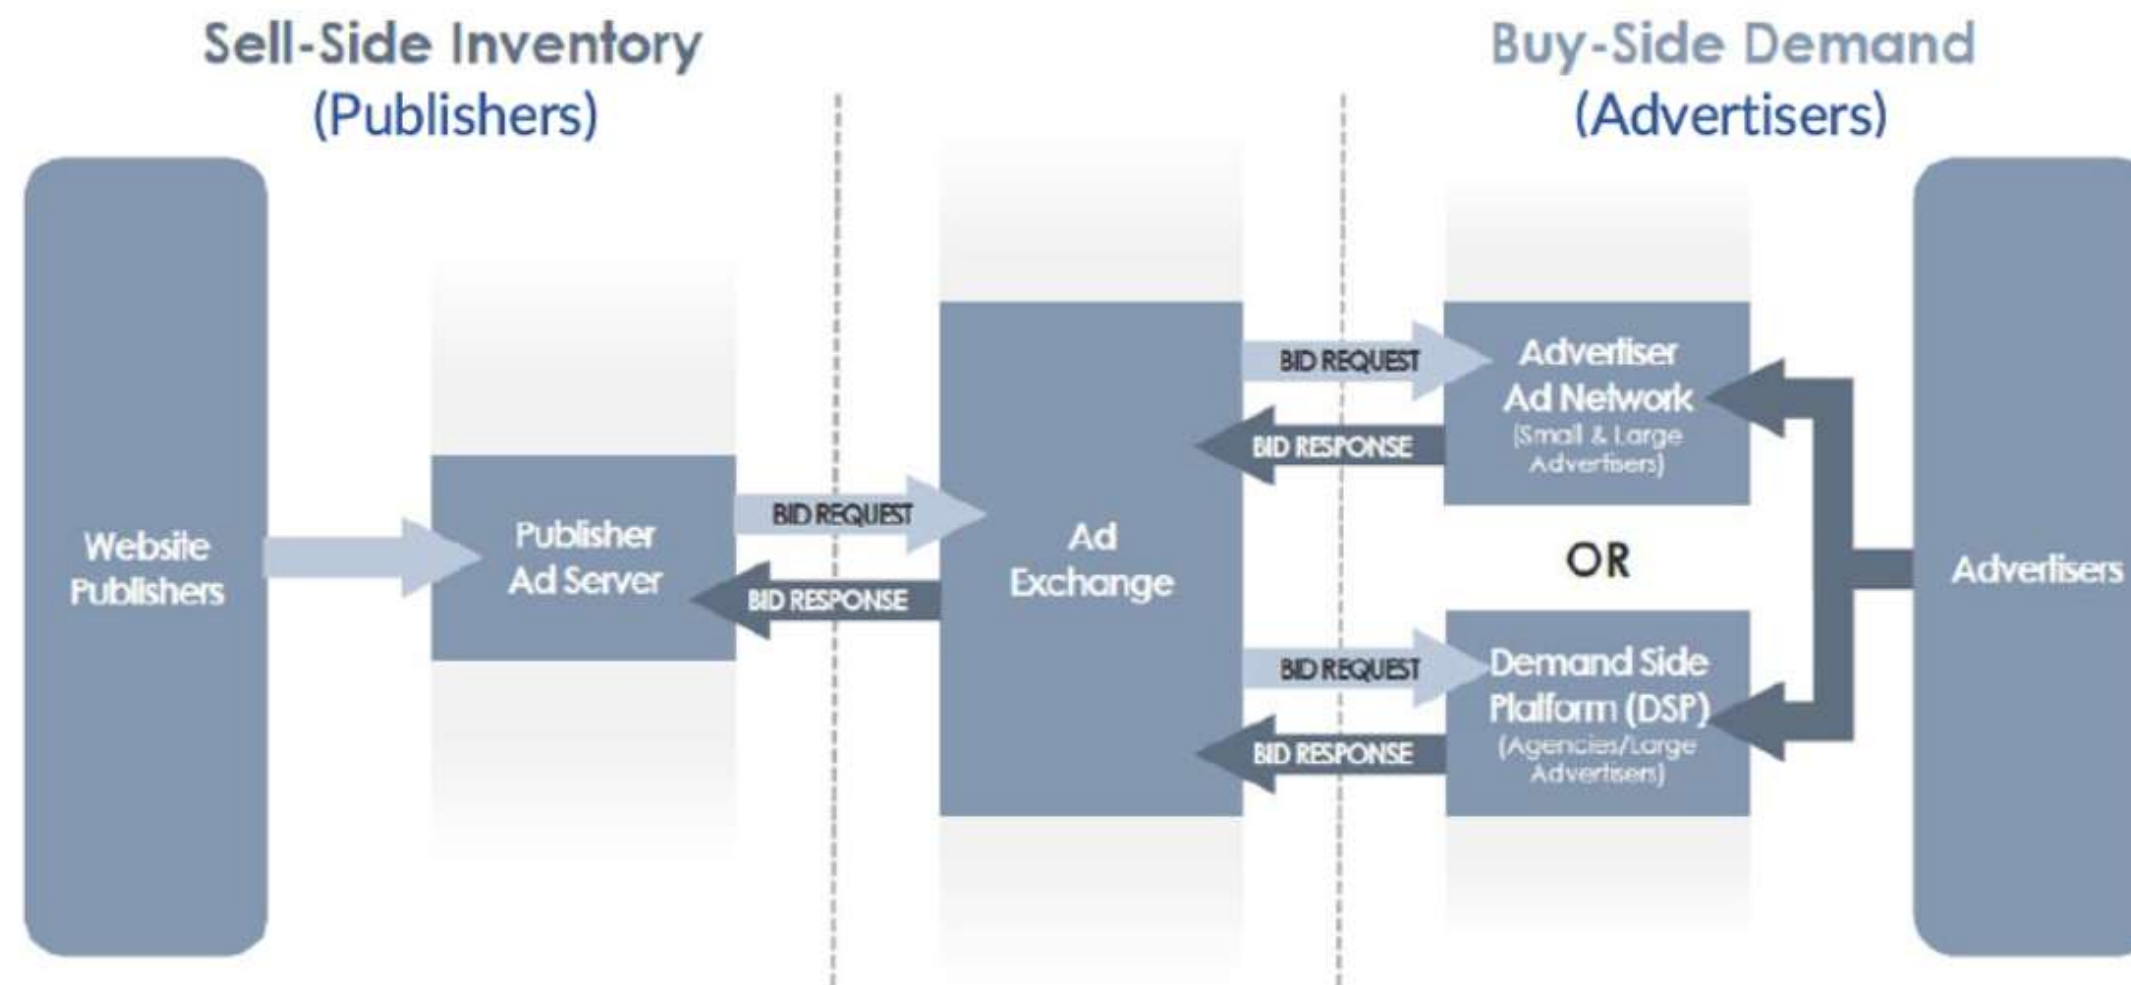 Sell-Side Inventory
(Publishers)
Buy-Side Demand
(Advertisers)
Website
Publishers
Publisher
Ad Server
BID REQUEST
BID RESPONSE
Ad
Exchange
BID REQUEST
BID RESPONSE
BID REQUEST
BID RESPONSE
Advertiser
Ad Network
(Small & Large
Advertisers)
OR
Demand Side
Platform (DSP)
(Agencies/Large
Advertisers)
Advertisers